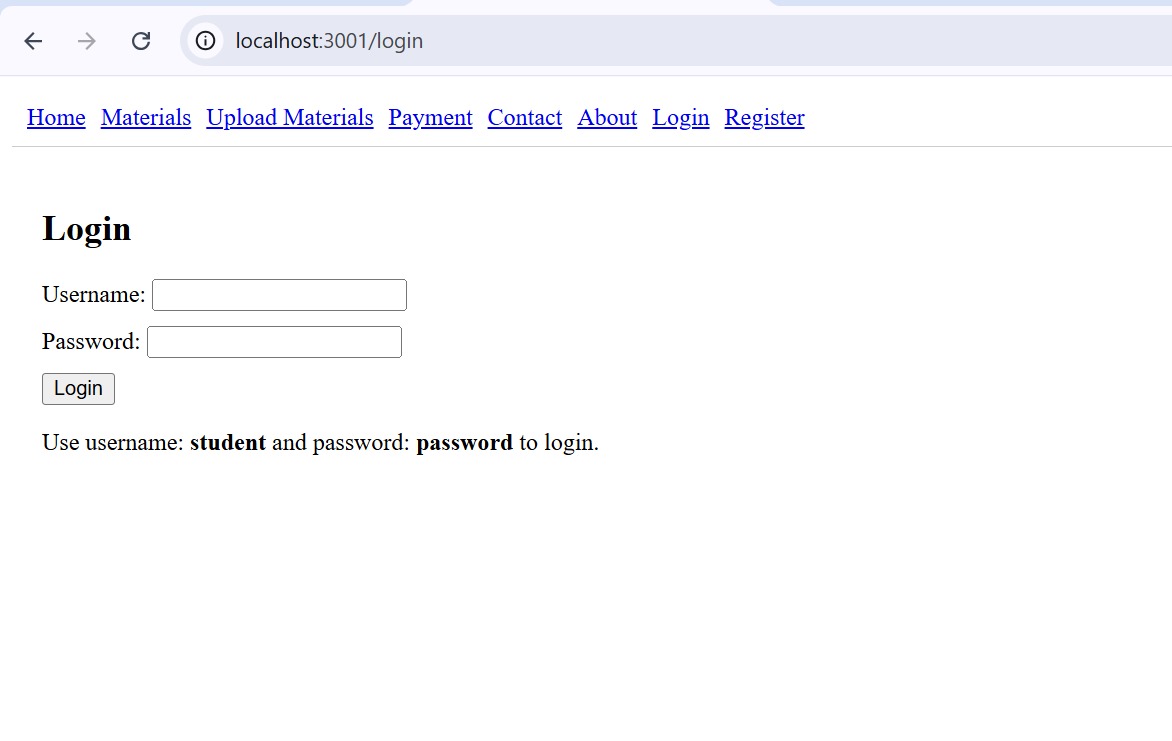 localhost:3001/login
Home Materials Upload Materials Payment Contact About Login Register
Login
Username:
Password:
Login
Use username: student and password: password to login.